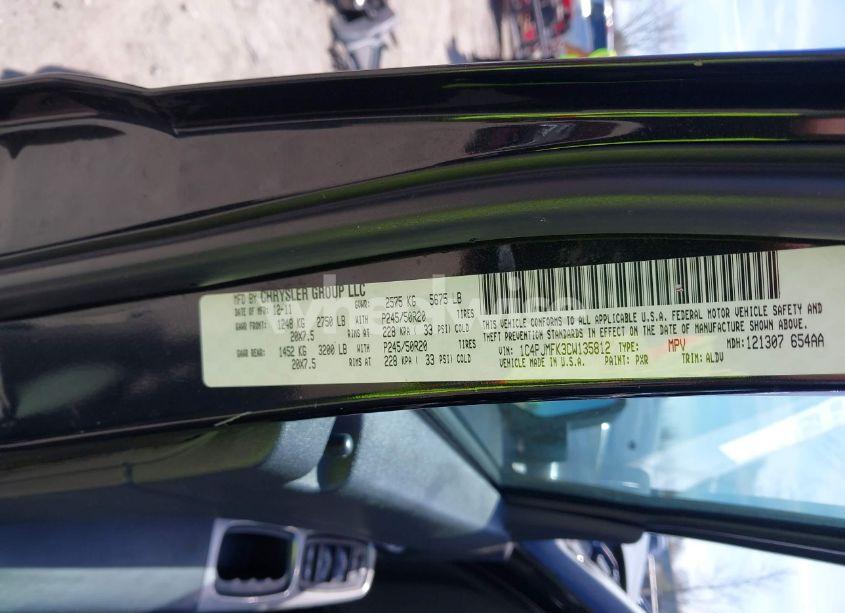 MFD BY CHRYSLER GROUP LLC
DATE OF MFR: 12-11 GVWR: 2575 KG 5675 LB
GAWR FRONT: 1248 KG 2750 LB WITH P245/50R20 TIRES
20X7.5 RIMS AT 228 KPA ( 33 PSI) COLD
GAWR REAR: 1452 KG 3200 LB WITH P245/50R20 TIRES
20X7.5 RIMS AT 228 KPA ( 33 PSI) COLD
THIS VEHICLE CONFORMS TO ALL APPLICABLE U.S.A. FEDERAL MOTOR VEHICLE SAFETY AND
THEFT PREVENTION STANDARDS IN EFFECT ON THE DATE OF MANUFACTURE SHOWN ABOVE.
VIN: 1C4PJMFK3CW135812 TYPE: MPV MDH: 121307 654AA
VEHICLE MADE IN U.S.A. PAINT: PXR TRIM: ALDV